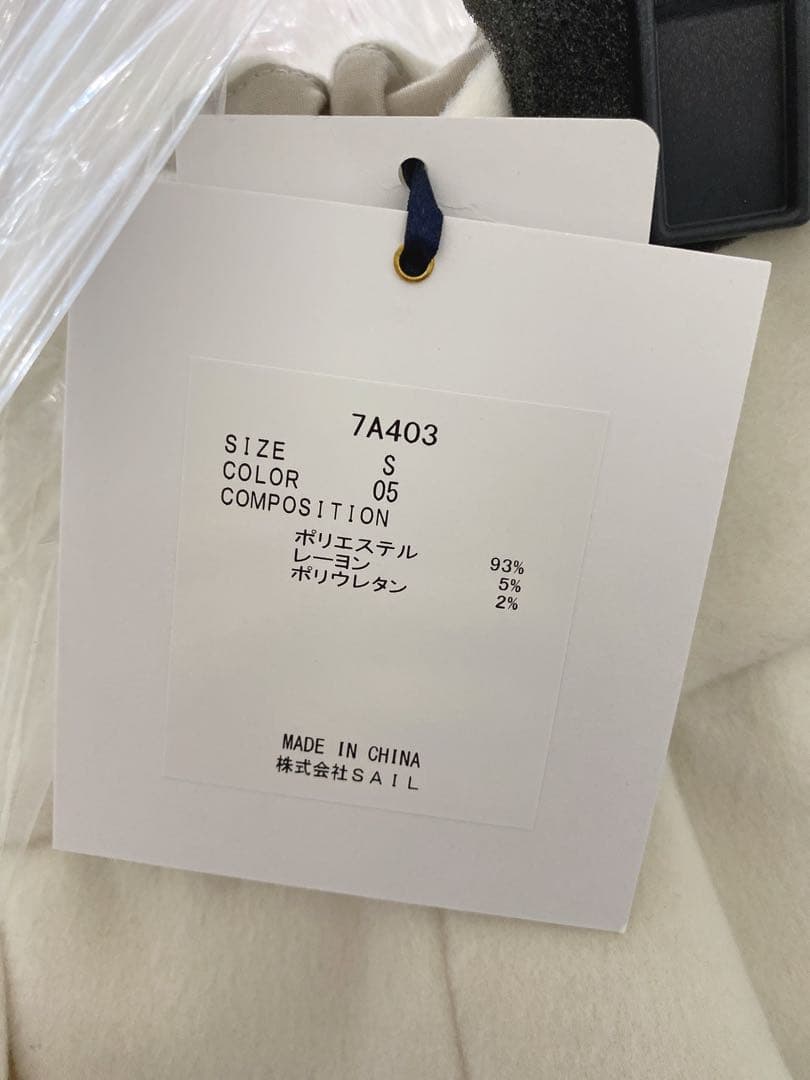 7A403
SIZE S
COLOR 05
COMPOSITION
ポリエステル 93%
レーヨン 5%
ポリウレタン 2%
MADE IN CHINA
株式会社SAIL